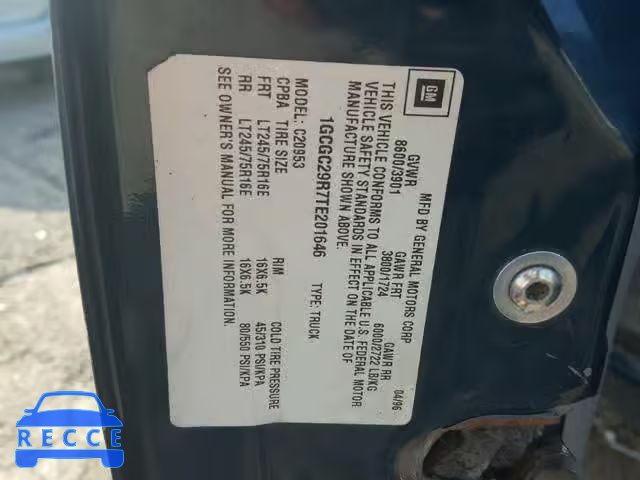 GM
MFD BY GENERAL MOTORS CORP 04/96
GVWR GAWR FRT GAWR RR
8600/3901 3800/1724 6000/2722 LB/KG
THIS VEHICLE CONFORMS TO ALL APPLICABLE U.S. FEDERAL MOTOR
VEHICLE SAFETY STANDARDS IN EFFECT ON THE DATE OF
MANUFACTURE SHOWN ABOVE.
1GCGC29R7TE201646 TYPE: TRUCK
MODEL: C20953
CPBA TIRE SIZE RIM COLD TIRE PRESSURE
FRT LT245/75R16E 16X6.5K 45/310 PSI/KPA
RR LT245/75R16E 16X6.5K 80/550 PSI/KPA
SEE OWNER'S MANUAL FOR MORE INFORMATION.
RECCE